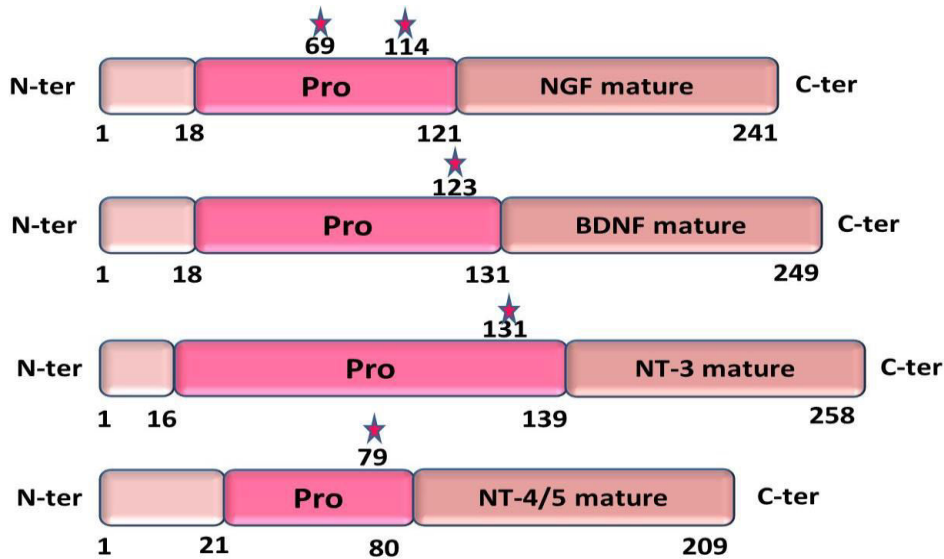 69 114
N-ter Pro NGF mature C-ter
1 18 121 241
123
N-ter Pro BDNF mature C-ter
1 18 131 249
131
N-ter Pro NT-3 mature C-ter
1 16 139 258
79
N-ter Pro NT-4/5 mature C-ter
1 21 80 209